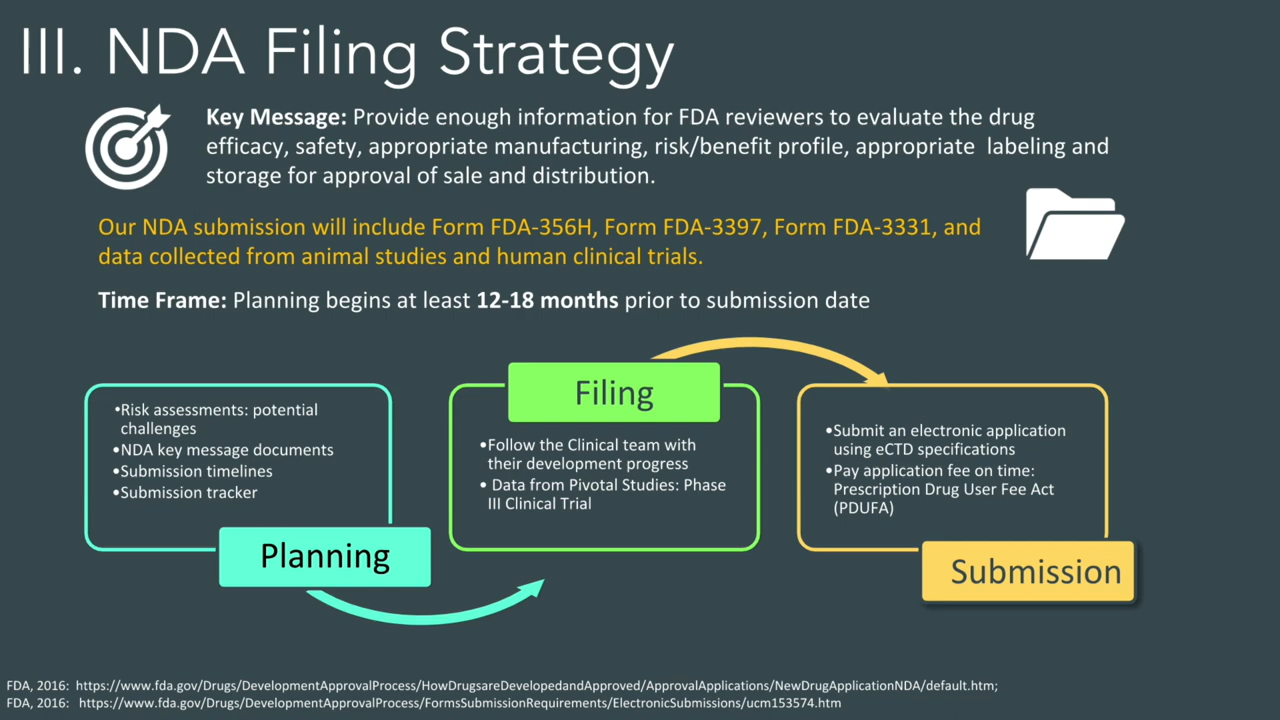 III. NDA Filing Strategy
Key Message: Provide enough information for FDA reviewers to evaluate the drug
efficacy, safety, appropriate manufacturing, risk/benefit profile, appropriate  labeling and
storage for approval of sale and distribution.
Our NDA submission will include Form FDA-356H, Form FDA-3397, Form FDA-3331, and
data collected from animal studies and human clinical trials.
Time Frame: Planning begins at least 12-18 months prior to submission date
•Risk assessments: potential
challenges
•NDA key message documents
•Submission timelines
•Submission tracker
Planning
Filing
•Follow the Clinical team with
their development progress
• Data from Pivotal Studies: Phase
III Clinical Trial
•Submit an electronic application
using eCTD specifications
•Pay application fee on time:
Prescription Drug User Fee Act
(PDUFA)
Submission
FDA, 2016:  https://www.fda.gov/Drugs/DevelopmentApprovalProcess/HowDrugsareDevelopedandApproved/ApprovalApplications/NewDrugApplicationNDA/default.htm;
FDA, 2016:   https://www.fda.gov/Drugs/DevelopmentApprovalProcess/FormsSubmissionRequirements/ElectronicSubmissions/ucm153574.htm